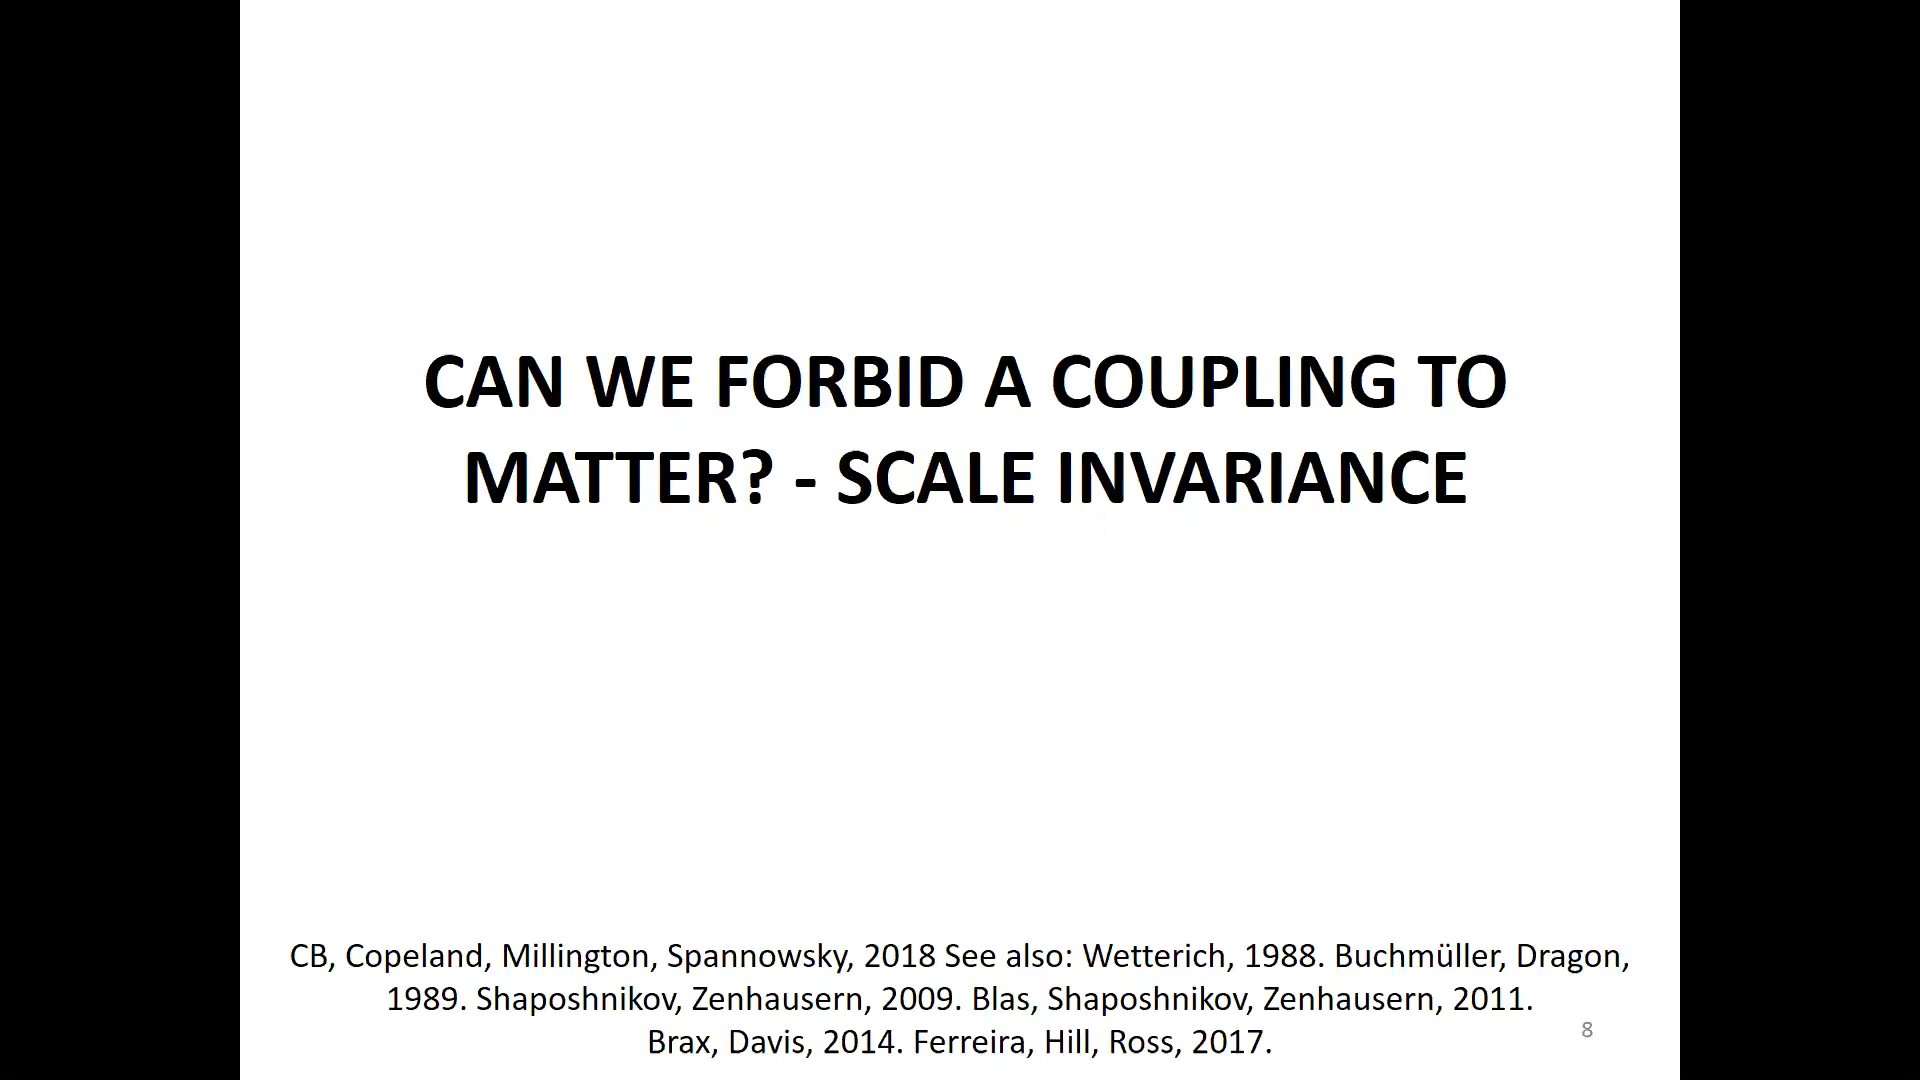 CAN WE FORBID A COUPLING TO
MATTER? - SCALE INVARIANCE
CB, Copeland, Millington, Spannowsky, 2018 See also: Wetterich, 1988. Buchmüller, Dragon,
1989. Shaposhnikov, Zenhausern, 2009. Blas, Shaposhnikov, Zenhausern, 2011.
Brax, Davis, 2014. Ferreira, Hill, Ross, 2017.
8